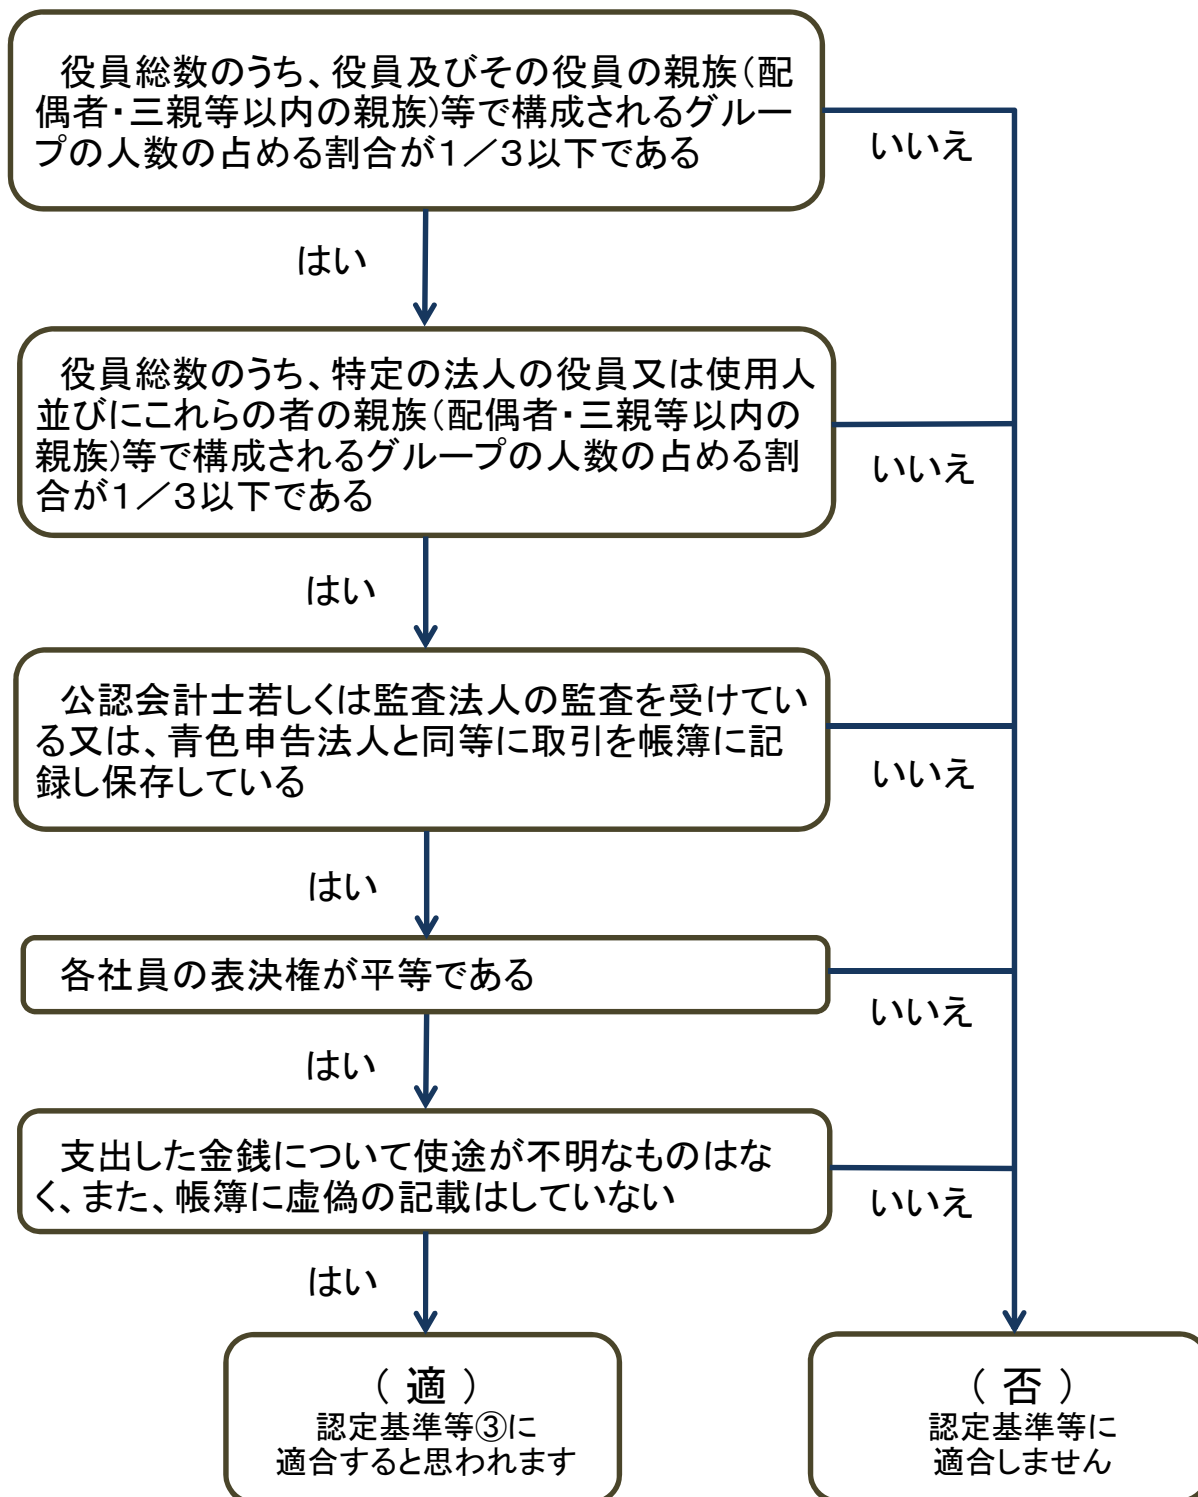 役員総数のうち、役員及びその役員の親族(配
偶者・三親等以内の親族)等で構成されるグルー
プの人数の占める割合が1/3以下である
いいえ
はい
役員総数のうち、特定の法人の役員又は使用人
並びにこれらの者の親族(配偶者・三親等以内の
親族)等で構成されるグループの人数の占める割
合が1/3以下である
いいえ
はい
公認会計士若しくは監査法人の監査を受けてい
る又は、青色申告法人と同等に取引を帳簿に記
録し保存している
いいえ
はい
各社員の表決権が平等である
いいえ
はい
支出した金銭について使途が不明なものはな
く、また、帳簿に虚偽の記載はしていない
いいえ
はい
(適)
認定基準等③に
適合すると思われます
(否)
認定基準等に
適合しません